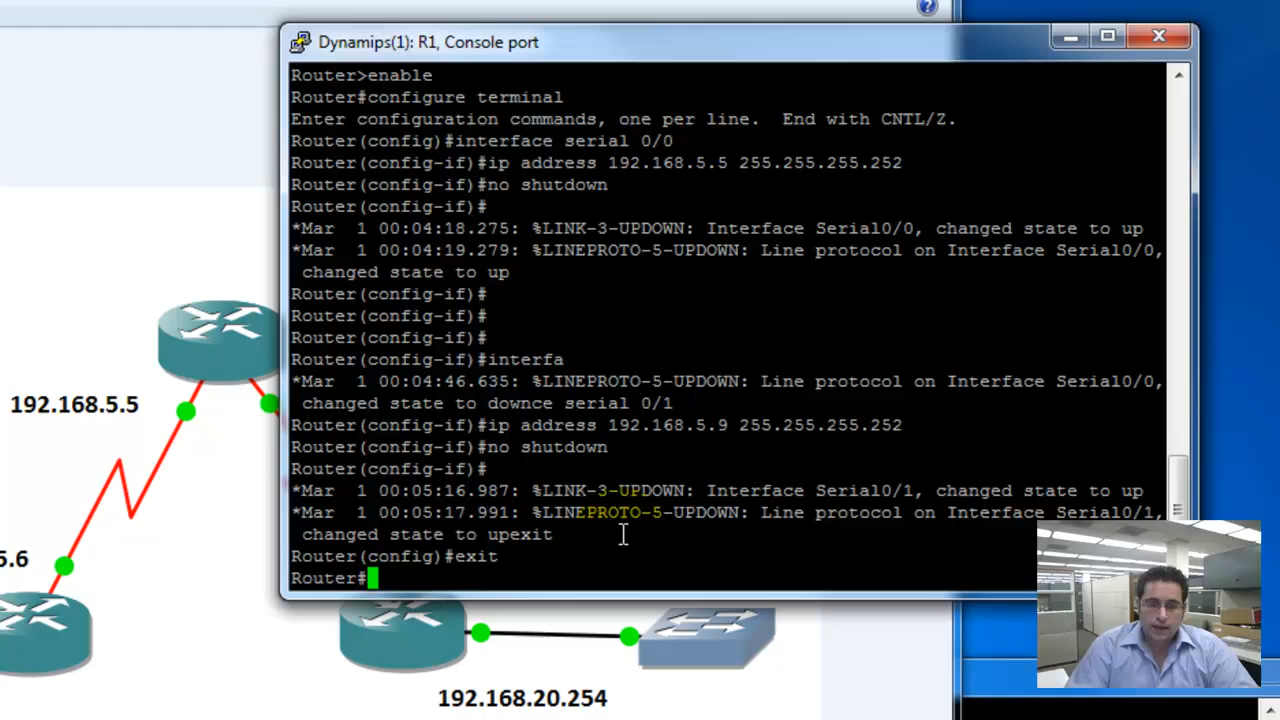 Dynamips(1): R1, Console port
Router>enable
Router#configure terminal
Enter configuration commands, one per line.  End with CNTL/Z.
Router(config)#interface serial 0/0
Router(config-if)#ip address 192.168.5.5 255.255.255.252
Router(config-if)#no shutdown
Router(config-if)#
*Mar  1 00:04:18.275: %LINK-3-UPDOWN: Interface Serial0/0, changed state to up
*Mar  1 00:04:19.279: %LINEPROTO-5-UPDOWN: Line protocol on Interface Serial0/0,
changed state to up
Router(config-if)#
Router(config-if)#
Router(config-if)#
Router(config-if)#interfa
*Mar  1 00:04:46.635: %LINEPROTO-5-UPDOWN: Line protocol on Interface Serial0/0,
changed state to downce serial 0/1
Router(config-if)#ip address 192.168.5.9 255.255.255.252
Router(config-if)#no shutdown
Router(config-if)#
*Mar  1 00:05:16.987: %LINK-3-UPDOWN: Interface Serial0/1, changed state to up
*Mar  1 00:05:17.991: %LINEPROTO-5-UPDOWN: Line protocol on Interface Serial0/1,
changed state to upexit
Router(config)#exit
Router#
192.168.5.5
5.6
192.168.20.254